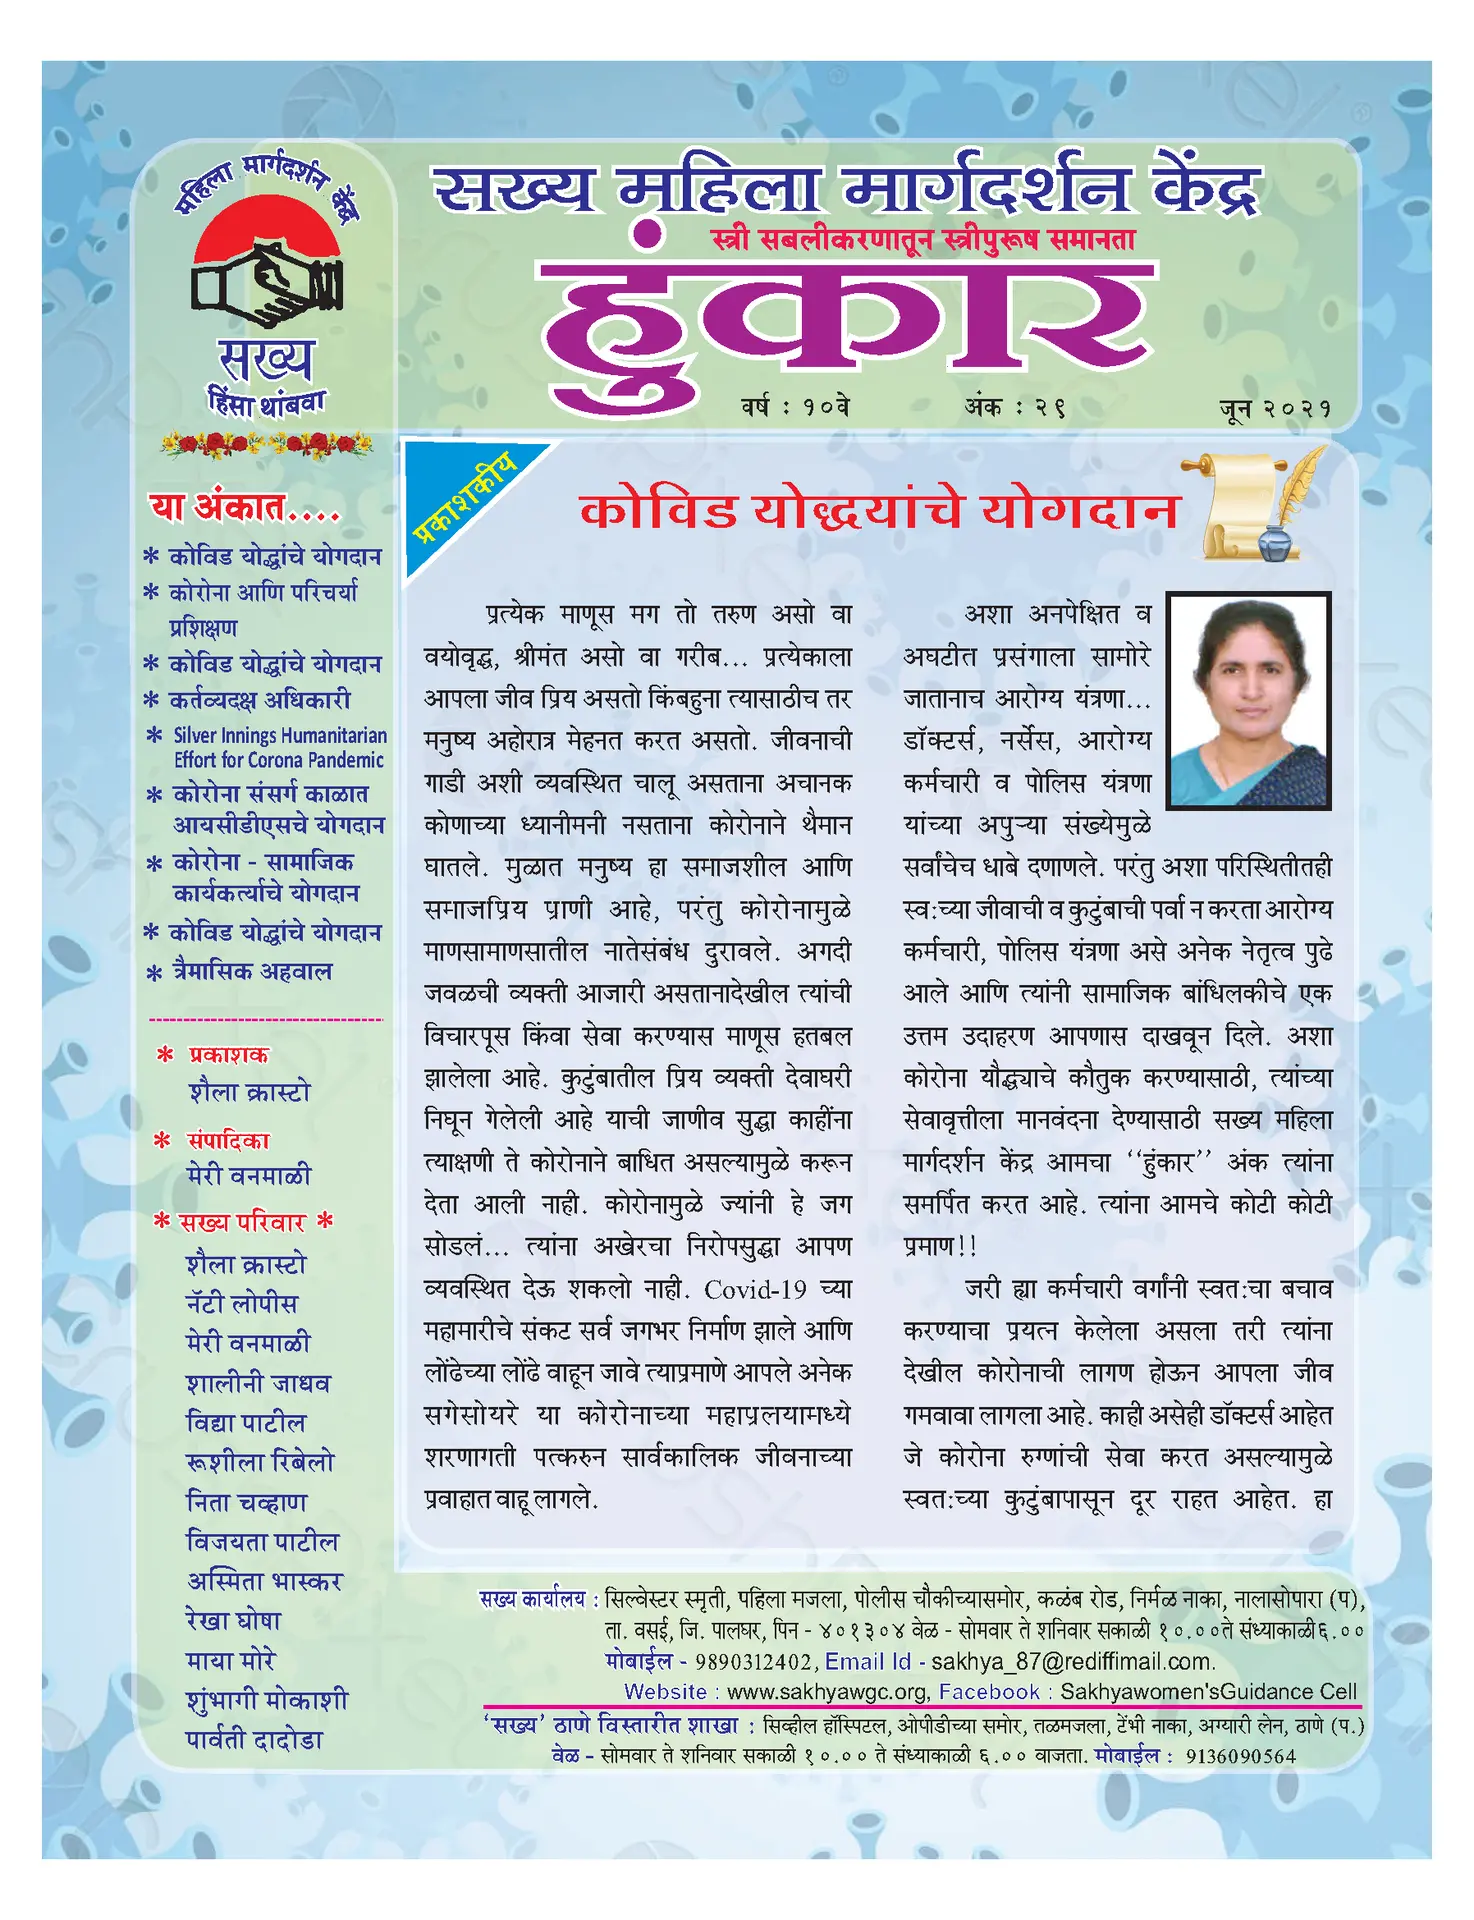 महिला मार्गदर्शन केंद्र
सख्य
हिंसा थांबवा
सख्य महिला मार्गदर्शन केंद्र
स्त्री सबलीकरणातून स्त्रीपुरूष समानता
हुंकार
वर्ष : १०वे अंक : २९ जून २०२१
या अंकात....
* कोविड योद्धांचे योगदान
* कोरोना आणि परिचर्या
प्रशिक्षण
* कोविड योद्धांचे योगदान
* कर्तव्यदक्ष अधिकारी
* Silver Innings Humanitarian
Effort for Corona Pandemic
* कोरोना संसर्ग काळात
आयसीडीएसचे योगदान
* कोरोना - सामाजिक
कार्यकर्त्याचे योगदान
* कोविड योद्धांचे योगदान
* त्रैमासिक अहवाल
* प्रकाशक
शैला क्रास्टो
* संपादिका
मेरी वनमाळी
* सख्य परिवार *
शैला क्रास्टो
नॅटी लोपीस
मेरी वनमाळी
शालीनी जाधव
विद्या पाटील
रूशीला रिबेलो
निता चव्हाण
विजयता पाटील
अस्मिता भास्कर
रेखा घोषा
माया मोरे
शुंभागी मोकाशी
पार्वती दादोडा
प्रकाशकीय
कोविड योद्धयांचे योगदान
प्रत्येक माणूस मग तो तरुण असो वा
वयोवृद्ध, श्रीमंत असो वा गरीब... प्रत्येकाला
आपला जीव प्रिय असतो किंबहुना त्यासाठीच तर
मनुष्य अहोरात्र मेहनत करत असतो. जीवनाची
गाडी अशी व्यवस्थित चालू असताना अचानक
कोणाच्या ध्यानीमनी नसताना कोरोनाने थैमान
घातले. मुळात मनुष्य हा समाजशील आणि
समाजप्रिय प्राणी आहे, परंतु कोरोनामुळे
माणसामाणसातील नातेसंबंध दुरावले. अगदी
जवळची व्यक्ती आजारी असतानादेखील त्यांची
विचारपूस किंवा सेवा करण्यास माणूस हतबल
झालेला आहे. कुटुंबातील प्रिय व्यक्ती देवाघरी
निघून गेलेली आहे याची जाणीव सुद्धा काहींना
त्याक्षणी ते कोरोनाने बाधित असल्यामुळे करून
देता आली नाही. कोरोनामुळे ज्यांनी हे जग
सोडलं... त्यांना अखेरचा निरोपसुद्धा आपण
व्यवस्थित देऊ शकलो नाही. Covid-19 च्या
महामारीचे संकट सर्व जगभर निर्माण झाले आणि
लोंढेच्या लोंढे वाहून जावे त्याप्रमाणे आपले अनेक
सगेसोयरे या कोरोनाच्या महाप्रलयामध्ये
शरणागती पत्करुन सार्वकालिक जीवनाच्या
प्रवाहात वाहू लागले.
अशा अनपेक्षित व
अघटीत प्रसंगाला सामोरे
जातानाच आरोग्य यंत्रणा...
डॉक्टर्स, नर्सेस, आरोग्य
कर्मचारी व पोलिस यंत्रणा
यांच्या अपुऱ्या संख्येमुळे
सर्वांचेच धाबे दणाणले. परंतु अशा परिस्थितीतही
स्वत:च्या जीवाची व कुटुंबाची पर्वा न करता आरोग्य
कर्मचारी, पोलिस यंत्रणा असे अनेक नेतृत्व पुढे
आले आणि त्यांनी सामाजिक बांधिलकीचे एक
उत्तम उदाहरण आपणास दाखवून दिले. अशा
कोरोना यौद्ध्याचे कौतुक करण्यासाठी, त्यांच्या
सेवावृत्तीला मानवंदना देण्यासाठी सख्य महिला
मार्गदर्शन केंद्र आमचा ‘‘हुंकार’’ अंक त्यांना
समर्पित करत आहे. त्यांना आमचे कोटी कोटी
प्रमाण!!
जरी ह्या कर्मचारी वर्गांनी स्वत:चा बचाव
करण्याचा प्रयत्न केलेला असला तरी त्यांना
देखील कोरोनाची लागण होऊन आपला जीव
गमवावा लागला आहे. काही असेही डॉक्टर्स आहेत
जे कोरोना रुग्णांची सेवा करत असल्यामुळे
स्वत:च्या कुटुंबापासून दूर राहत आहेत. हा
सख्य कार्यालय : सिल्वेस्टर स्मृती, पहिला मजला, पोलीस चौकीच्यासमोर, कळंब रोड, निर्मळ नाका, नालासोपारा (प),
ता. वसई, जि. पालघर, पिन - ४०१३०४ वेळ - सोमवार ते शनिवार सकाळी १०.००ते संध्याकाळी६.००
मोबाईल - 9890312402, Email Id - sakhya_87@rediffimail.com.
Website : www.sakhyawgc.org, Facebook : Sakhyawomen'sGuidance Cell
‘सख्य’ ठाणे विस्तारीत शाखा : सिव्हील हॉस्पिटल, ओपीडीच्या समोर, तळमजला, टेंभी नाका, अग्यारी लेन, ठाणे (प.)
वेळ - सोमवार ते शनिवार सकाळी १०.०० ते संध्याकाळी ६.०० वाजता. मोबाईल : 9136090564